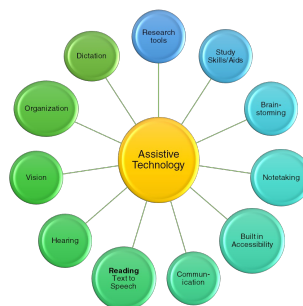 Assistive
Technology
Research
tools
Study
Skills/Aids
Brain-
storming
Notetaking
Built in
Accessibility
Commun-
ication
Reading
Text to
Speech
Hearing
Vision
Organization
Dictation